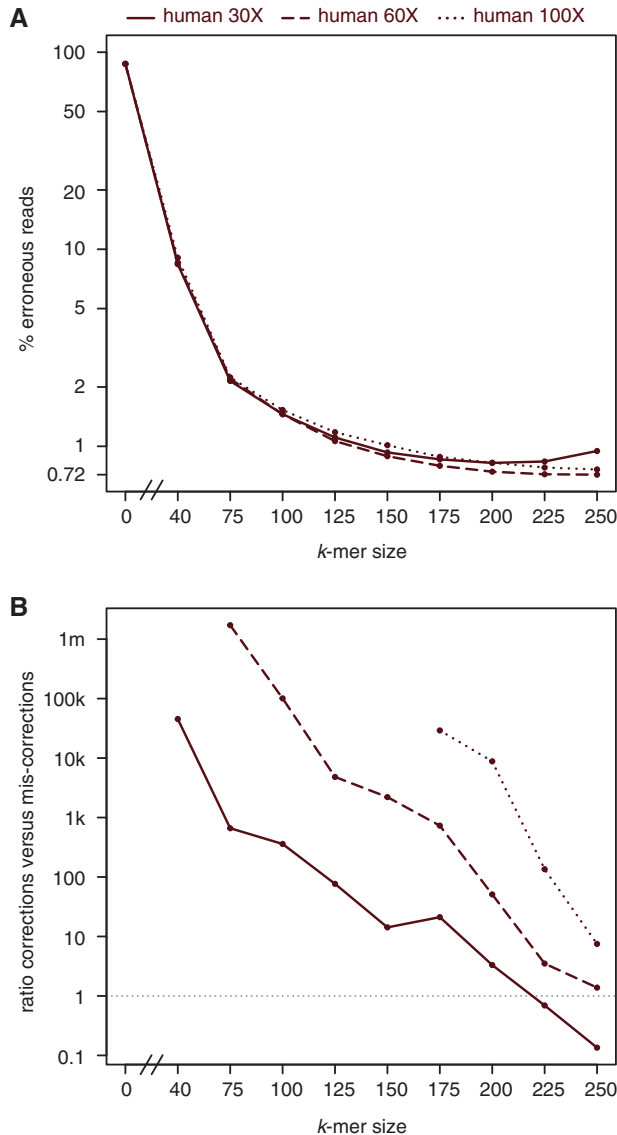 A
human 30X human 60X human 100X
100
50
20
10
5
2
1
0.72
% erroneous reads
0 40 75 100 125 150 175 200 225 250
k-mer size
B
1m
100k
10k
1k
100
10
1
0.1
ratio corrections versus mis-corrections
0 40 75 100 125 150 175 200 225 250
k-mer size